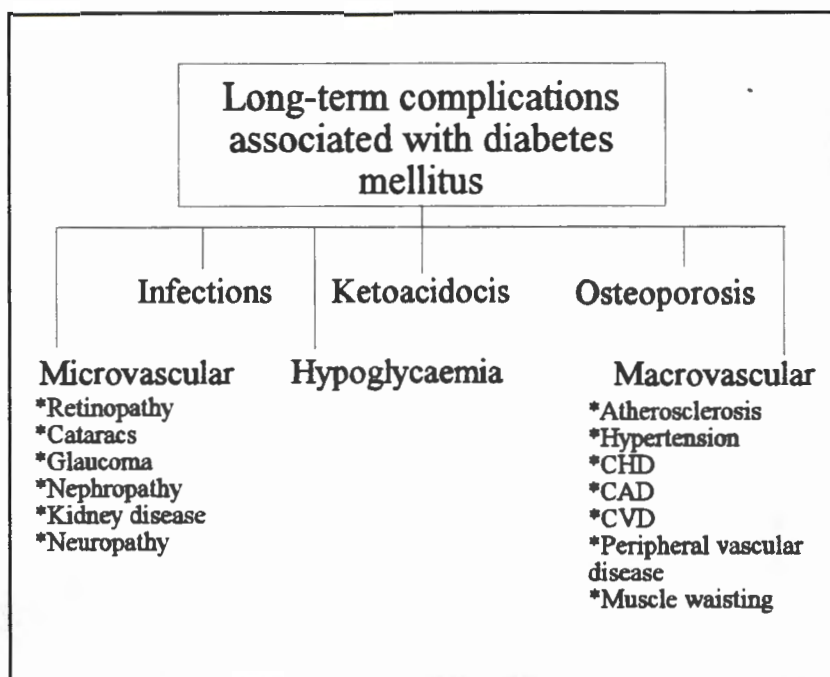 Long-term complications
associated with diabetes
mellitus
Infections
Ketoacidocis
Osteoporosis
Microvascular
*Retinopathy
*Cataracs
*Glaucoma
*Nephropathy
*Kidney disease
*Neuropathy
Hypoglycaemia
Macrovascular
*Atherosclerosis
*Hypertension
*CHD
*CAD
*CVD
*Peripheral vascular
disease
*Muscle waisting